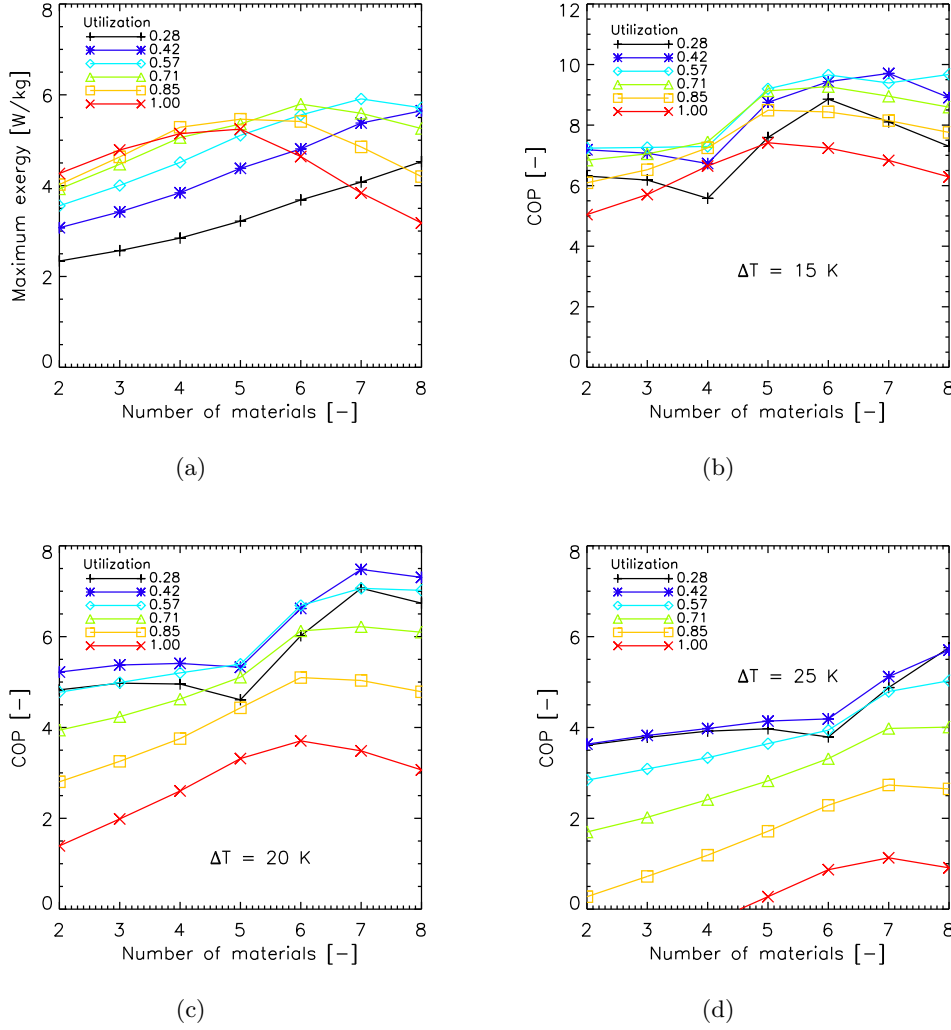 8
6
4
2
0
Maximum exergy [W/kg]
Utilization
0.28
0.42
0.57
0.71
0.85
1.00
2 3 4 5 6 7 8
Number of materials [-]
(a)
12
10
8
6
4
2
0
COP [-]
Utilization
0.28
0.42
0.57
0.71
0.85
1.00
ΔT = 15 K
2 3 4 5 6 7 8
Number of materials [-]
(b)
8
6
4
2
0
COP [-]
Utilization
0.28
0.42
0.57
0.71
0.85
1.00
ΔT = 20 K
2 3 4 5 6 7 8
Number of materials [-]
(c)
8
6
4
2
0
COP [-]
Utilization
0.28
0.42
0.57
0.71
0.85
1.00
ΔT = 25 K
2 3 4 5 6 7 8
Number of materials [-]
(d)